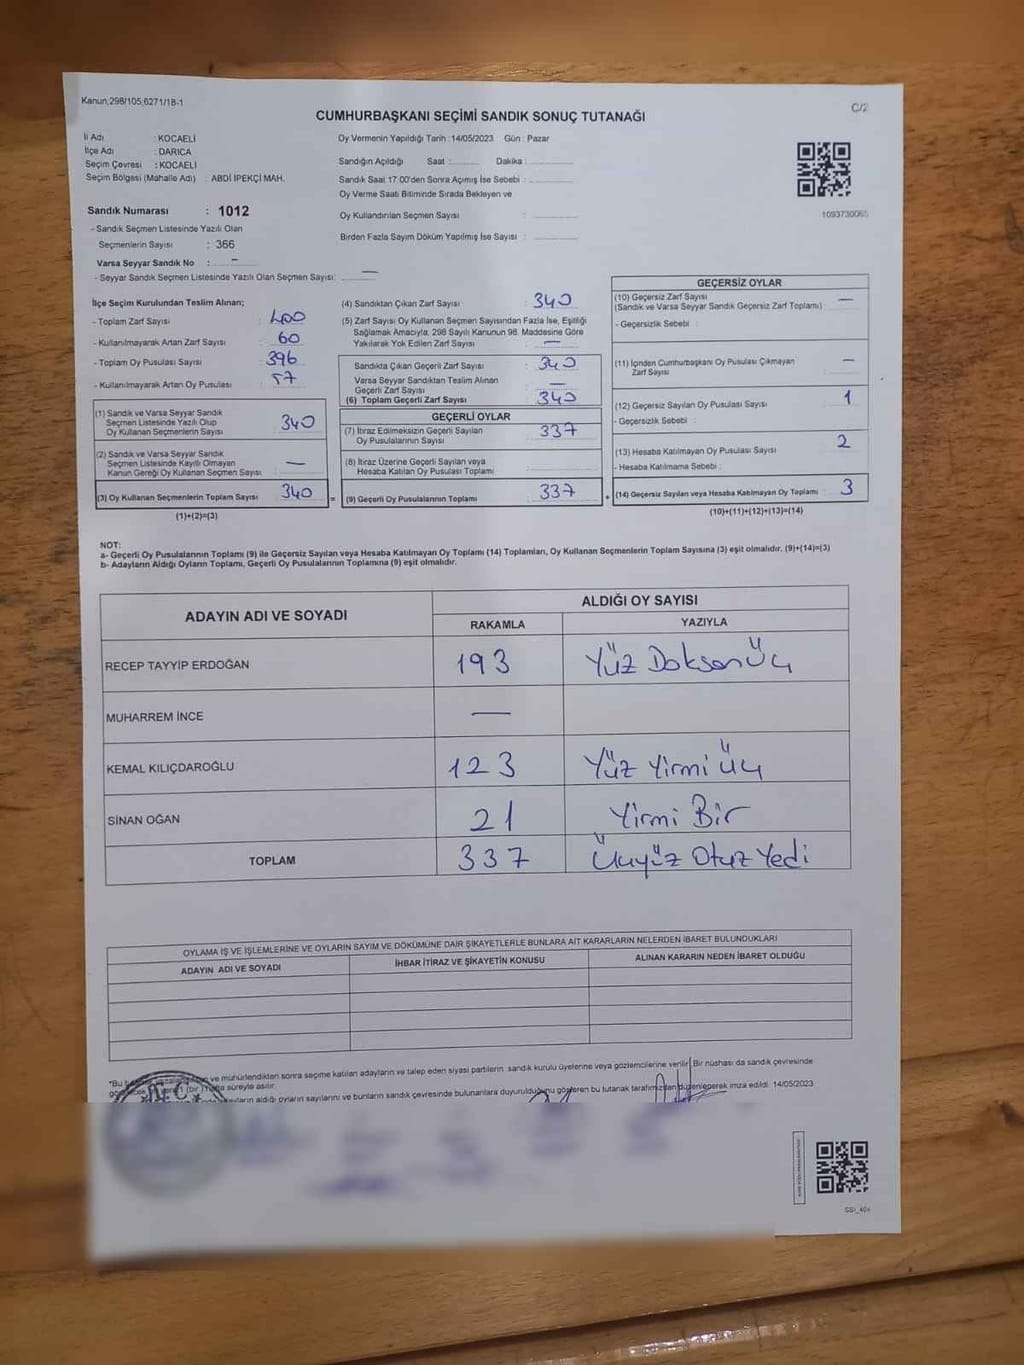 Kanun,298/105,6271/18-1
C/2
CUMHURBAŞKANI SEÇİMİ SANDIK SONUÇ TUTANAĞI
İl Adı : KOCAELİ
İlçe Adı : DARICA
Seçim Çevresi : KOCAELİ
Seçim Bölgesi (Mahalle Adı) : ABDİ İPEKÇİ MAH.
Sandık Numarası : 1012
- Sandık Seçmen Listesinde Yazılı Olan
Seçmenlerin Sayısı : 366
Varsa Seyyar Sandık No : –
- Seyyar Sandık Seçmen Listesinde Yazılı Olan Seçmen Sayısı: —
Oy Vermenin Yapıldığı Tarih :14/05/2023 Gün : Pazar
Sandığın Açıldığı Saat : Dakika :
Sandık Saat 17:00'den Sonra Açımış İse Sebebi :
Oy Verme Saati Bitiminde Sırada Bekleyen ve
Oy Kullandırılan Seçmen Sayısı :
Birden Fazla Sayım Döküm Yapılmış İse Sayısı :
1093730065
İlçe Seçim Kurulundan Teslim Alınan;
- Toplam Zarf Sayısı : 400
- Kullanılmayarak Artan Zarf Sayısı : 60
- Toplam Oy Pusulası Sayısı : 396
- Kullanılmayarak Artan Oy Pusulası : 57
(1) Sandık ve Varsa Seyyar Sandık
Seçmen Listesinde Yazılı Olup
Oy Kullanan Seçmenlerin Sayısı : 340
(2) Sandık ve Varsa Seyyar Sandık
Seçmen Listesinde Kayıtlı Olmayan
Kanun Gereği Oy Kullanan Seçmen Sayısı : —
(3) Oy Kullanan Seçmenlerin Toplam Sayısı : 340 =
(1)+(2)=(3)
(4) Sandıktan Çıkan Zarf Sayısı : 340
(5) Zarf Sayısı Oy Kullanan Seçmen Sayısından Fazla İse, Eşitliği
Sağlamak Amacıyla, 298 Sayılı Kanunun 98. Maddesine Göre
Yakılarak Yok Edilen Zarf Sayısı : —
Sandıkta Çıkan Geçerli Zarf Sayısı : 340
Varsa Seyyar Sandıktan Teslim Alınan
Geçerli Zarf Sayısı : —
(6) Toplam Geçerli Zarf Sayısı : 340
GEÇERLİ OYLAR
(7) İtiraz Edilmeksizin Geçerli Sayılan
Oy Pusulalarının Sayısı : 337
(8) İtiraz Üzerine Geçerli Sayılan veya
Hesaba Katılan Oy Pusulası Toplamı :
(9) Geçerli Oy Pusulalarının Toplamı : 337 +
GEÇERSİZ OYLAR
(10) Geçersiz Zarf Sayısı
(Sandık ve Varsa Seyyar Sandık Geçersiz Zarf Toplamı) : —
- Geçersizlik Sebebi :
(11) İçinden Cumhurbaşkanı Oy Pusulası Çıkmayan
Zarf Sayısı : —
(12) Geçersiz Sayılan Oy Pusulası Sayısı : 1
- Geçersizlik Sebebi :
(13) Hesaba Katılmayan Oy Pusulası Sayısı : 2
- Hesaba Katılmama Sebebi :
(14) Geçersiz Sayılan veya Hesaba Katılmayan Oy Toplamı : 3
(10)+(11)+(12)+(13)=(14)
NOT:
a- Geçerli Oy Pusulalarının Toplamı (9) ile Geçersiz Sayılan veya Hesaba Katılmayan Oy Toplamı (14) Toplamları, Oy Kullanan Seçmenlerin Toplam Sayısına (3) eşit olmalıdır. (9)+(14)=(3)
b- Adayların Aldığı Oyların Toplamı, Geçerli Oy Pusulalarının Toplamına (9) eşit olmalıdır.
ADAYIN ADI VE SOYADI
ALDIĞI OY SAYISI
RAKAMLA YAZIYLA
RECEP TAYYİP ERDOĞAN 193 Yüz Doksan Üç
MUHARREM İNCE —
KEMAL KILIÇDAROĞLU 123 Yüz Yirmi Üç
SİNAN OĞAN 21 Yirmi Bir
TOPLAM 337 Üçyüz Otuz Yedi
OYLAMA İŞ VE İŞLEMLERİNE VE OYLARIN SAYIM VE DÖKÜMÜNE DAİR ŞİKAYETLERLE BUNLARA AİT KARARLARIN NELERDEN İBARET BULUNDUKLARI
ADAYIN ADI VE SOYADI İHBAR İTİRAZ VE ŞİKAYETİN KONUSU ALINAN KARARIN NEDEN İBARET OLDUĞU
*Bu ve mühürlendikten sonra seçime katılan adayların ve talep eden siyasi partilerin sandık kurulu üyelerine veya gözlemcilerine verilir. Bir nüshası da sandık çevresinde
süreyle asılır.
aldığı oyların sayılarını ve bunların sandık çevresinde bulunanlara duyurulduğunu gösteren bu tutanak tarafımızdan düzenlenerek imza edildi. 14/05/2023
T.C.